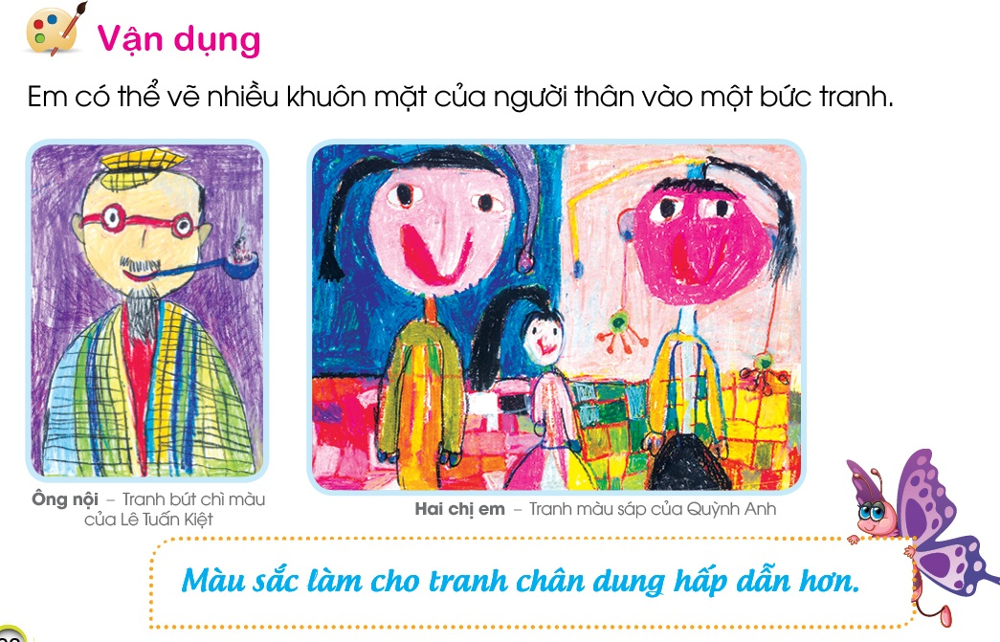 Vận dụng
Em có thể vẽ nhiều khuôn mặt của người thân vào một bức tranh.
Ông nội – Tranh bút chì màu
của Lê Tuấn Kiệt
Hai chị em – Tranh màu sáp của Quỳnh Anh
Màu sắc làm cho tranh chân dung hấp dẫn hơn.